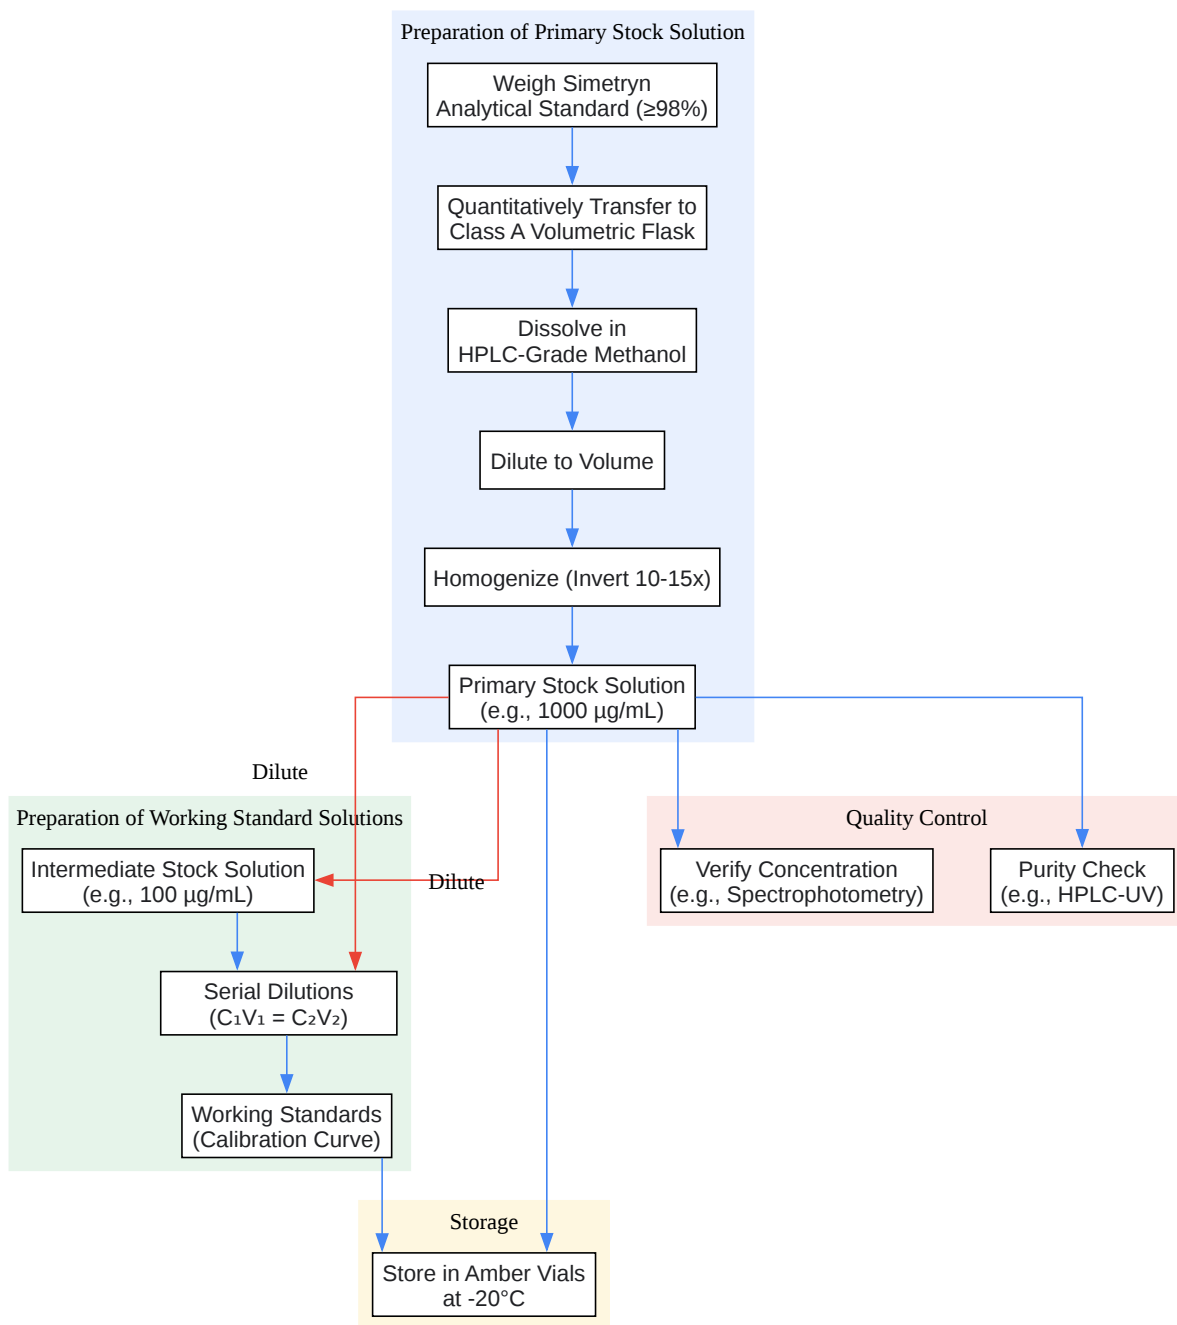 Preparation of Primary Stock Solution
Weigh Simetryn
Analytical Standard (≥98%)
Quantitatively Transfer to
Class A Volumetric Flask
Dissolve in
HPLC-Grade Methanol
Dilute to Volume
Homogenize (Invert 10-15x)
Primary Stock Solution
(e.g., 1000 µg/mL)
Dilute
Preparation of Working Standard Solutions
Intermediate Stock Solution
(e.g., 100 µg/mL)
Dilute
Serial Dilutions
(C₁V₁ = C₂V₂)
Working Standards
(Calibration Curve)
Quality Control
Verify Concentration
(e.g., Spectrophotometry)
Purity Check
(e.g., HPLC-UV)
Storage
Store in Amber Vials
at -20°C